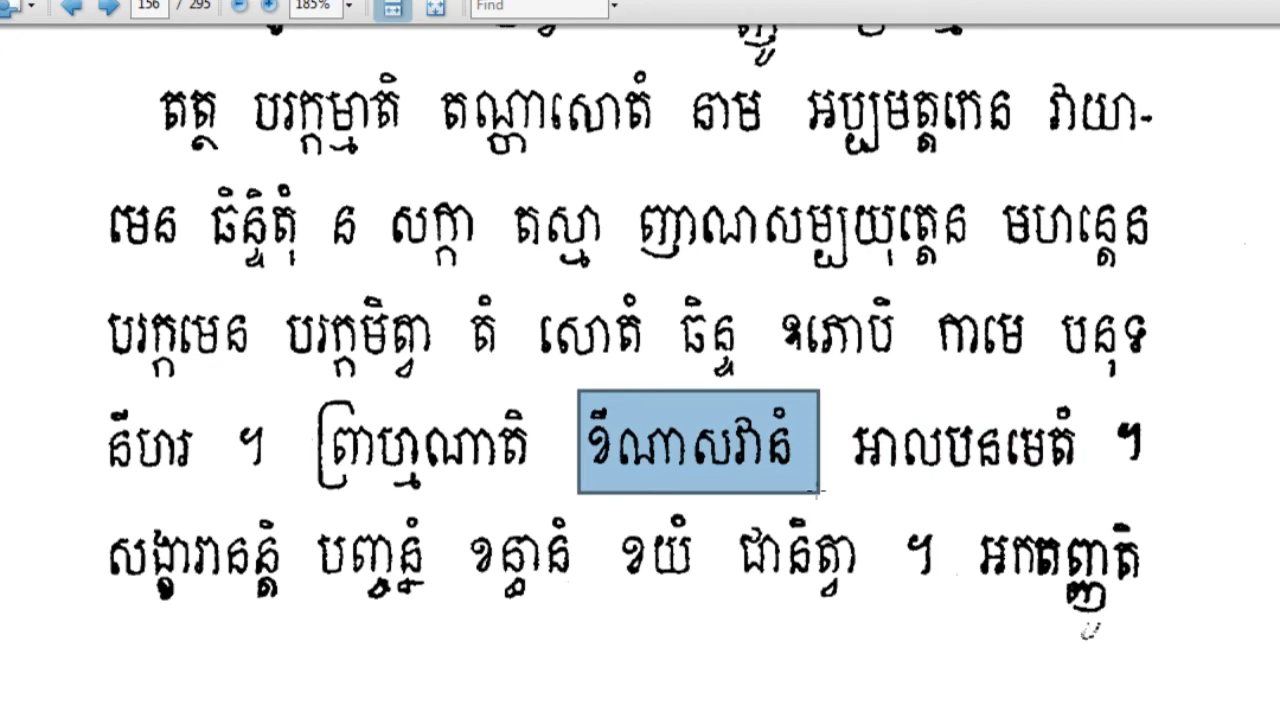 156 / 295 185% Find
តត្ថ បរក្កម្មាតិ តណ្ហាសោតំ នាម អប្បមត្តកេន វាយា-
មេន ឆិន្ទិតុំ ន សក្កា តស្មា ញាណសម្បយុត្តេន មហន្តេន
បរក្កមេន បរក្កមិត្វា តំ សោតំ ឆិន្ទ ឧភោបិ កាមេ បនុទ
នីហរ ។ ព្រាហ្មណាតិ ខីណាសវានំ អាលបនមេតំ ។
សង្ខារានន្តិ បញ្ចន្នំ ខន្ធានំ ខយំ ជានិត្វា ។ អកតញ្ញូតិ